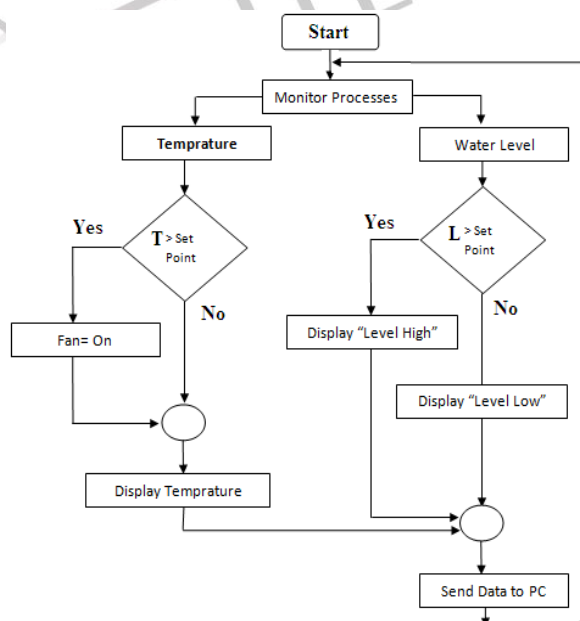 Start
Monitor Processes
Temprature
Water Level
Yes
T > Set
Point
No
Fan= On
Display Temprature
Yes
L > Set
Point
No
Display “Level High”
Display “Level Low”
Send Data to PC